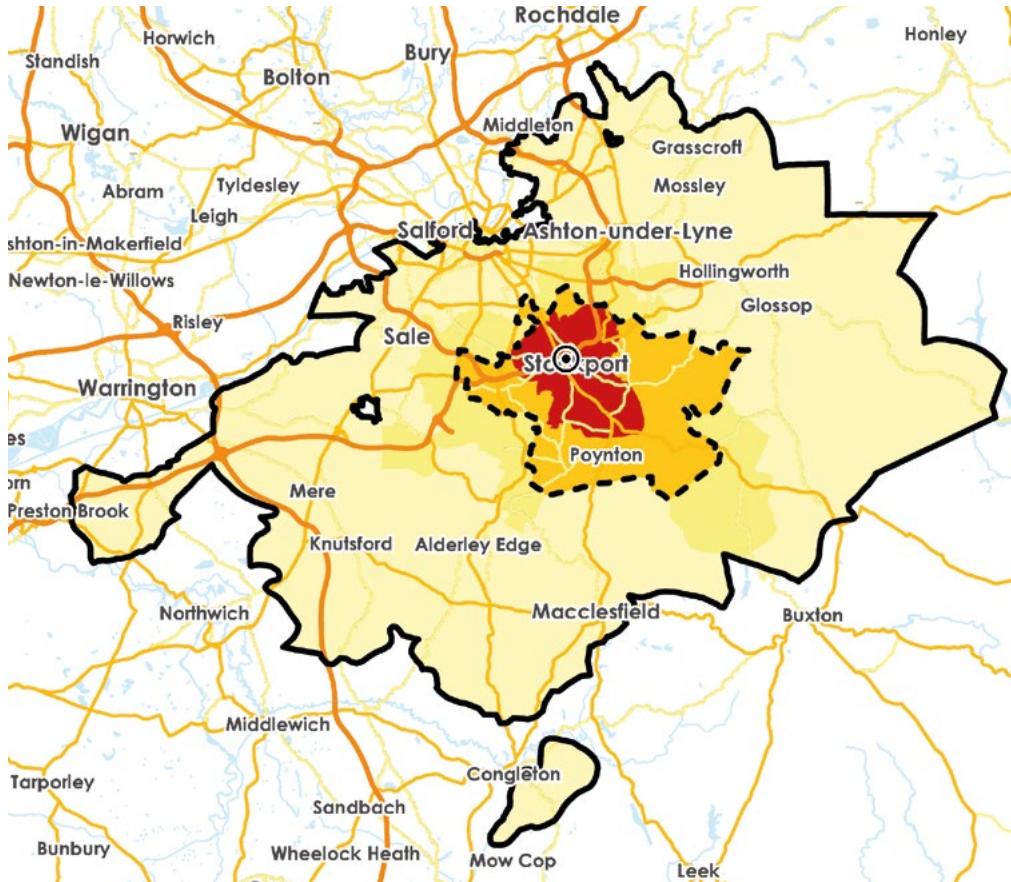 Rochdale
Honley
Horwich
Standish
Bury
Bolton
Wigan
Middleton
Grasscroft
Abram
Tyldesley
Mossley
Leigh
Salford
Ashton-under-Lyne
shton-in-Makerfield
Hollingworth
Newton-le-Willows
Glossop
Risley
Sale
Stockport
Warrington
es
Poynton
orn
Mere
Preston Brook
Knutsford
Alderley Edge
Northwich
Macclesfield
Buxton
Middlewich
Congleton
Tarporley
Sandbach
Bunbury
Wheelock Heath
Mow Cop
Leek